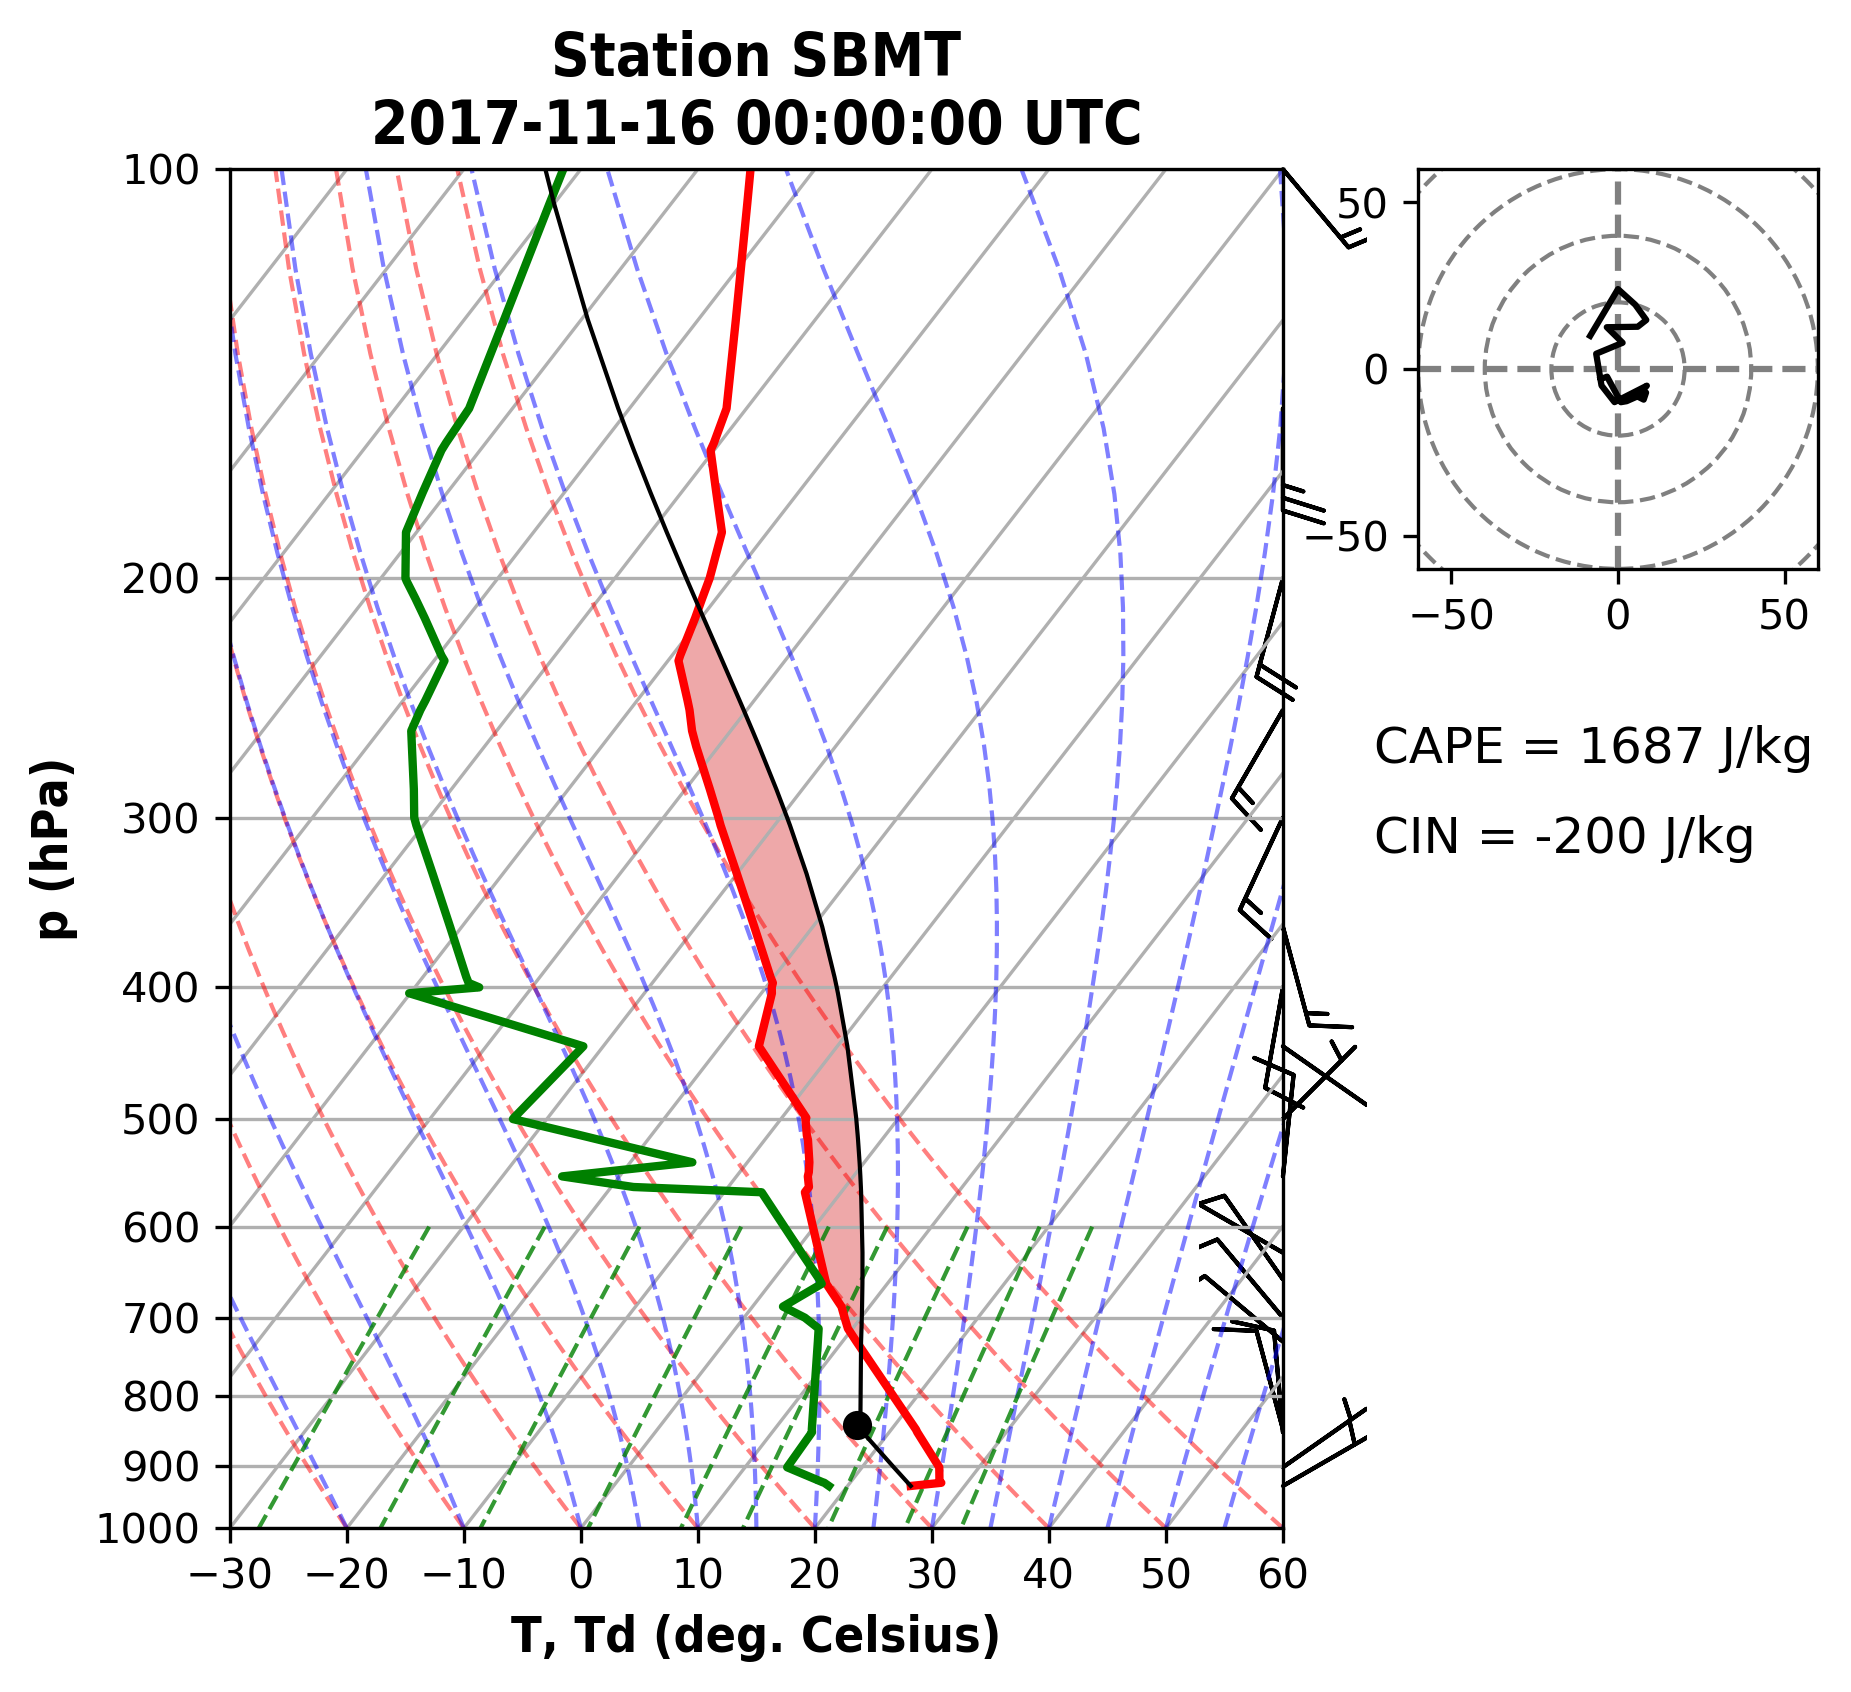 Station SBMT
2017-11-16 00:00:00 UTC
100
200
300
400
500
600
700
800
900
1000
p (hPa)
−30 −20 −10 0 10 20 30 40 50 60
T, Td (deg. Celsius)
50
0
−50
−50 0 50
CAPE = 1687 J/kg
CIN = -200 J/kg